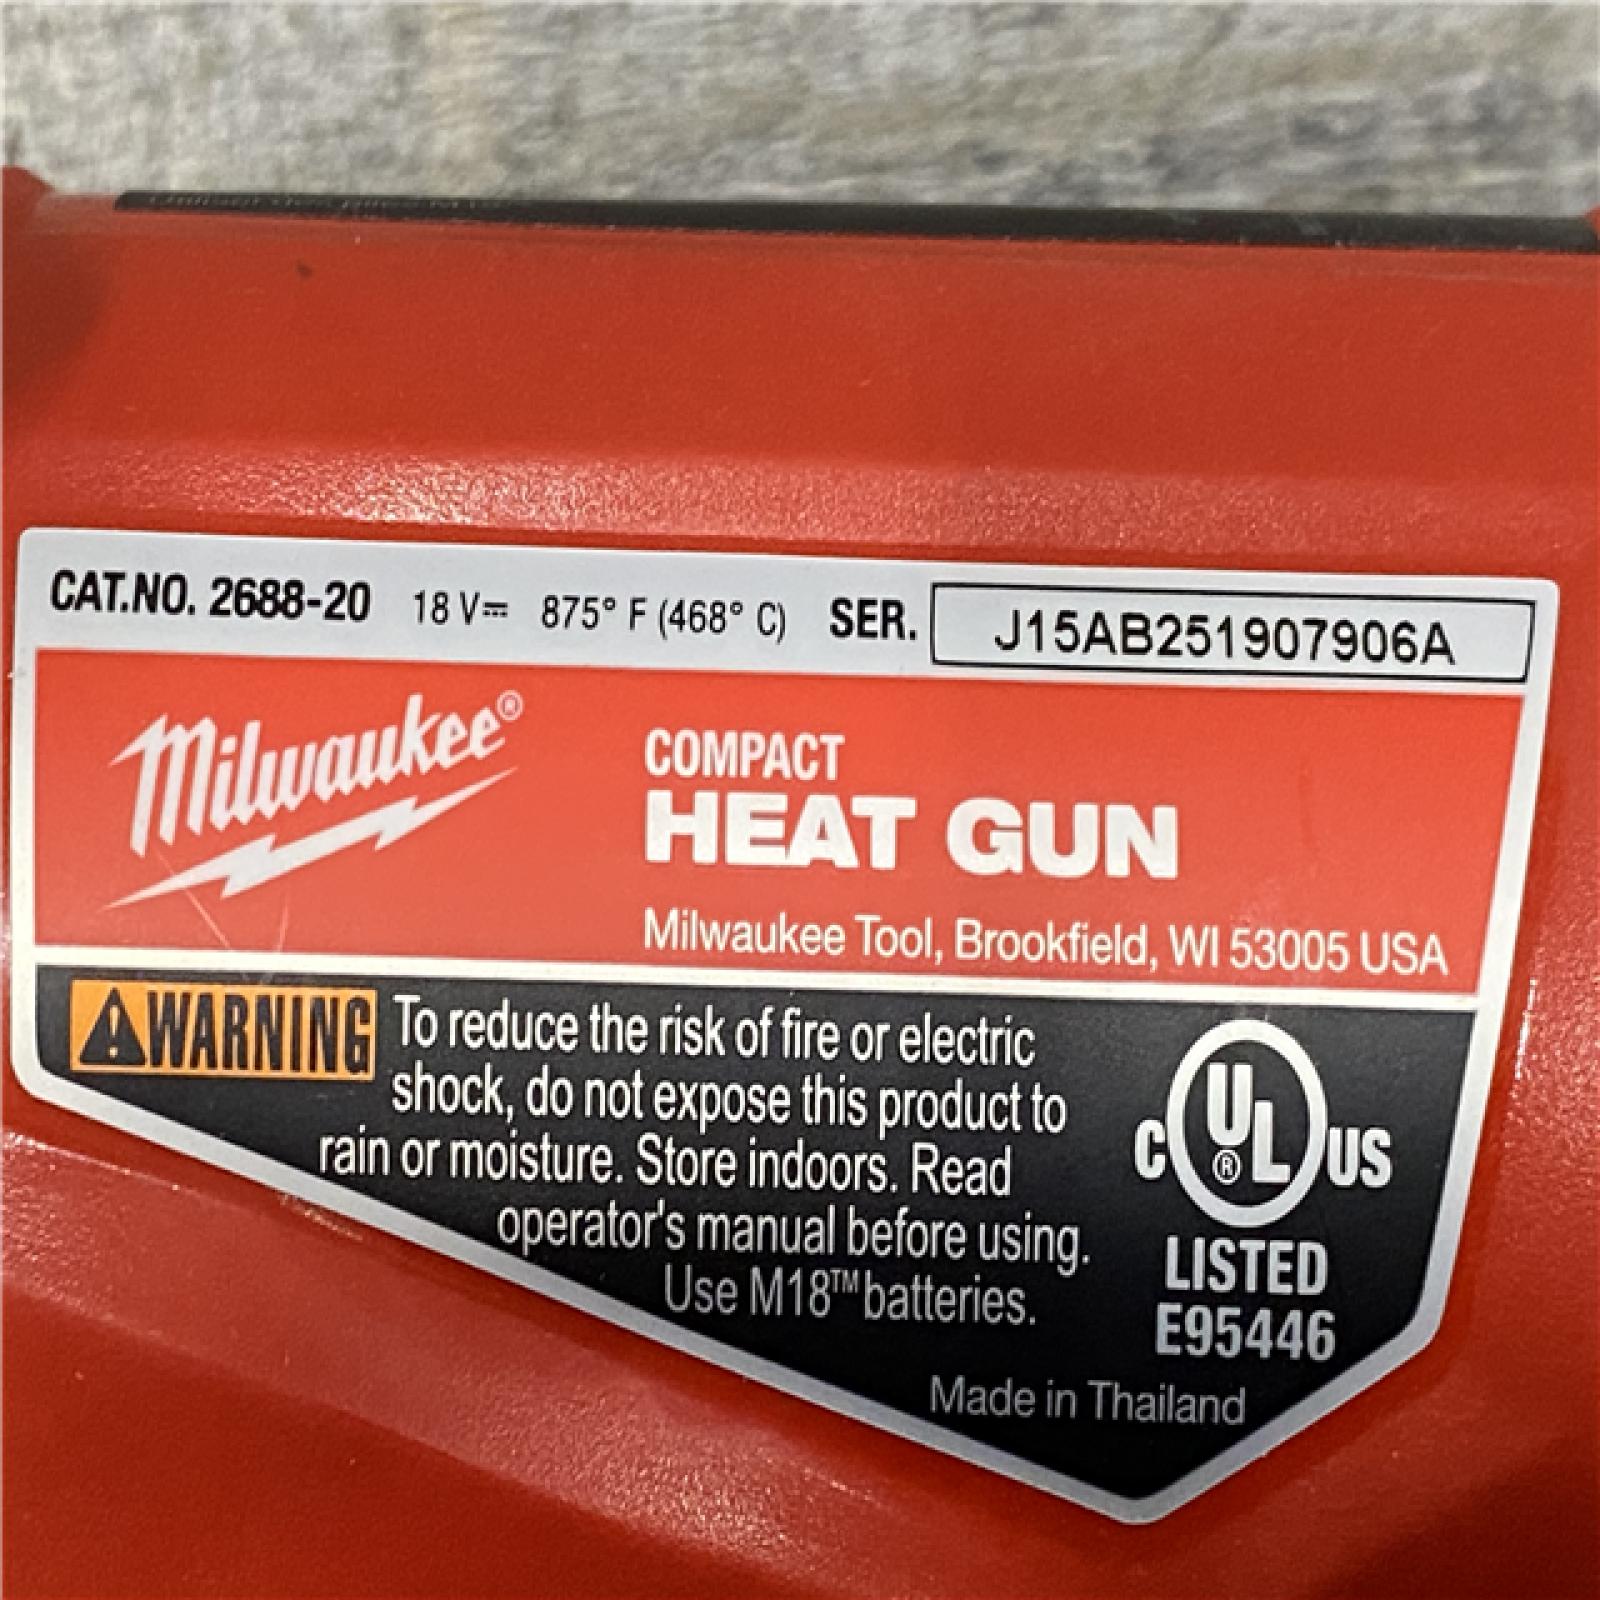 CAT.NO. 2688-20 18 V⎓ 875° F (468° C) SER. J15AB251907906A
Milwaukee®
COMPACT
HEAT GUN
Milwaukee Tool, Brookfield, WI 53005 USA
⚠WARNING To reduce the risk of fire or electric
shock, do not expose this product to
rain or moisture. Store indoors. Read
operator's manual before using.
Use M18™ batteries.
C UL® US
LISTED
E95446
Made in Thailand